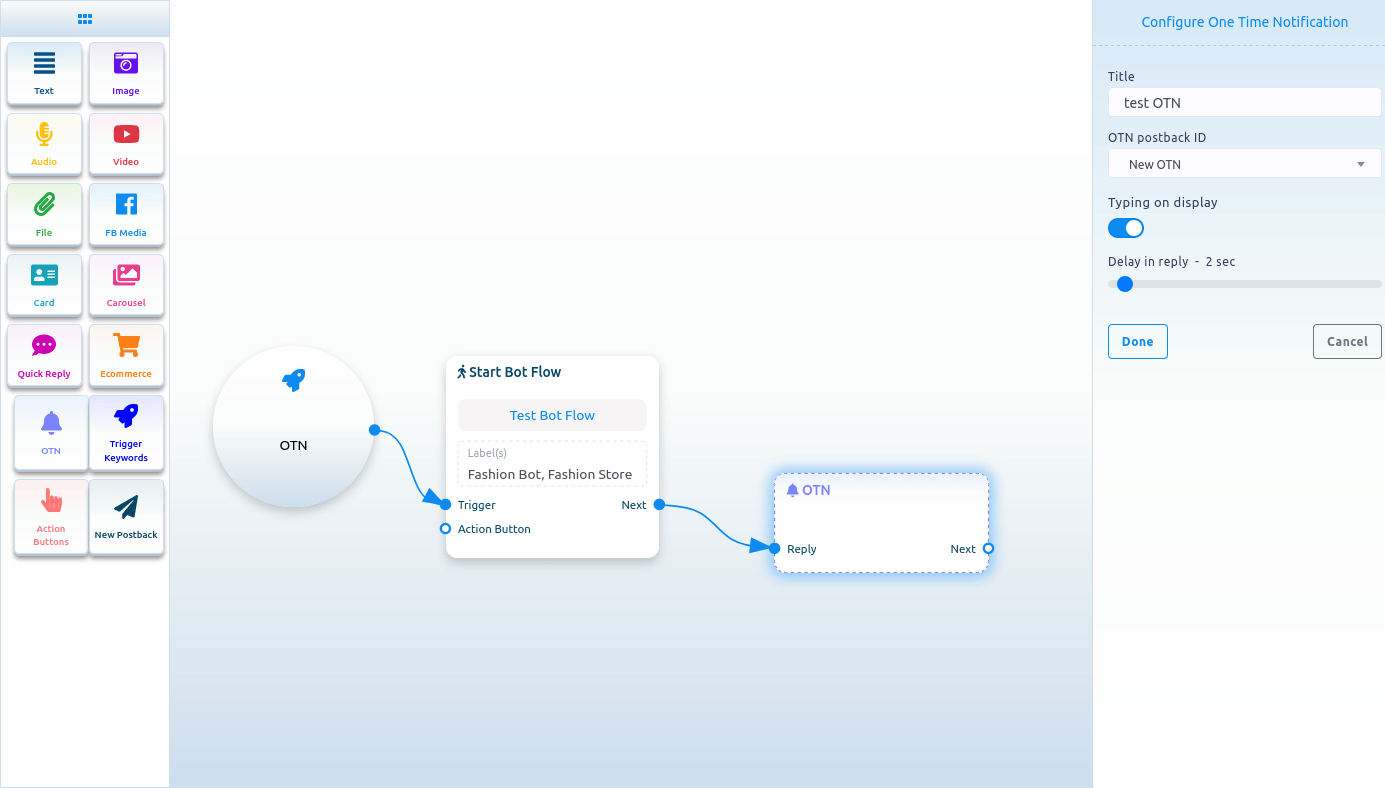 Text
Image
Audio
Video
File
FB Media
Card
Carousel
Quick Reply
Ecommerce
OTN
Trigger
Keywords
Action
Buttons
New Postback
OTN
Start Bot Flow
Test Bot Flow
Label(s)
Fashion Bot, Fashion Store
Trigger Next
Action Button
OTN
Reply Next
Configure One Time Notification
Title
test OTN
OTN postback ID
New OTN
Typing on display
Delay in reply - 2 sec
Done Cancel